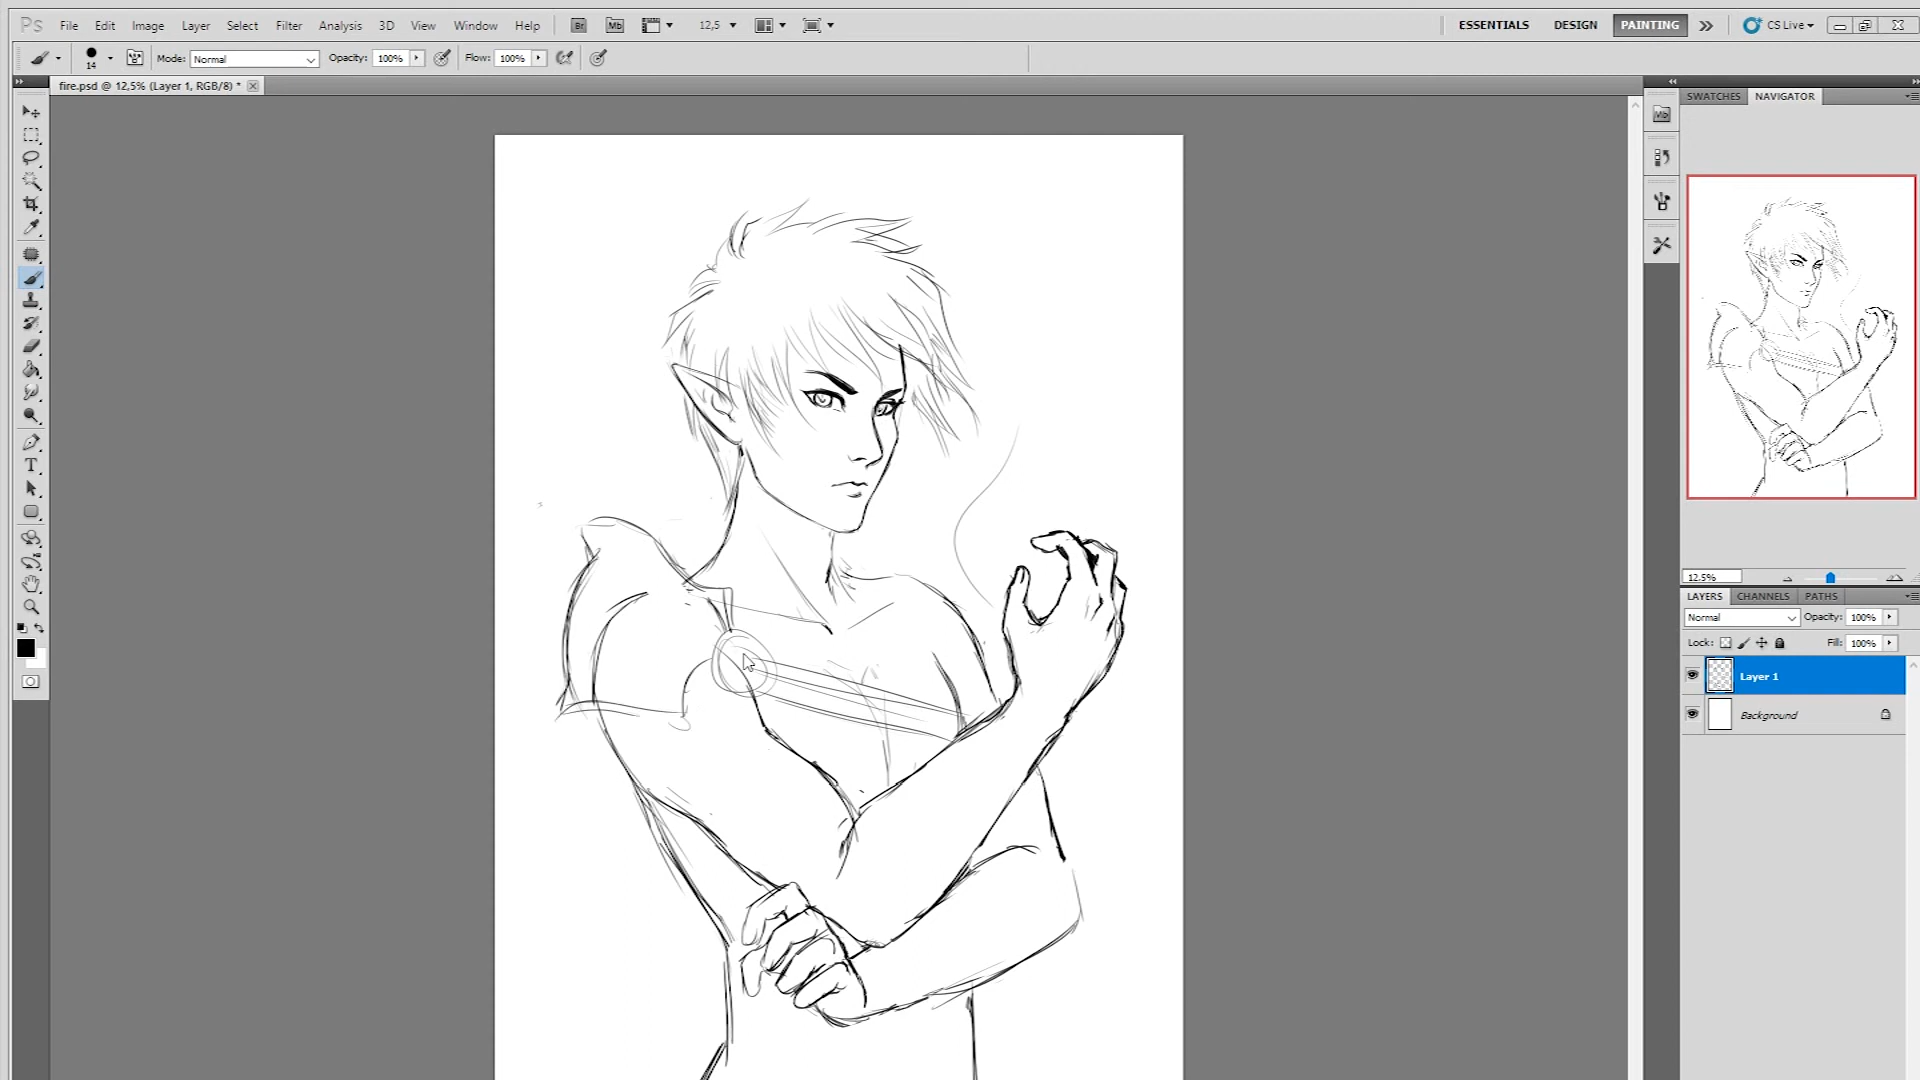 Ps File Edit Image Layer Select Filter Analysis 3D View Window Help Br Mb 12,5 ESSENTIALS DESIGN PAINTING CS Live
14 Mode: Normal Opacity: 100% Flow: 100%
fire.psd @ 12,5% (Layer 1, RGB/8) *
SWATCHES NAVIGATOR
Mb
T
12.5%
LAYERS CHANNELS PATHS
Normal Opacity: 100%
Lock: Fill: 100%
Layer 1
Background